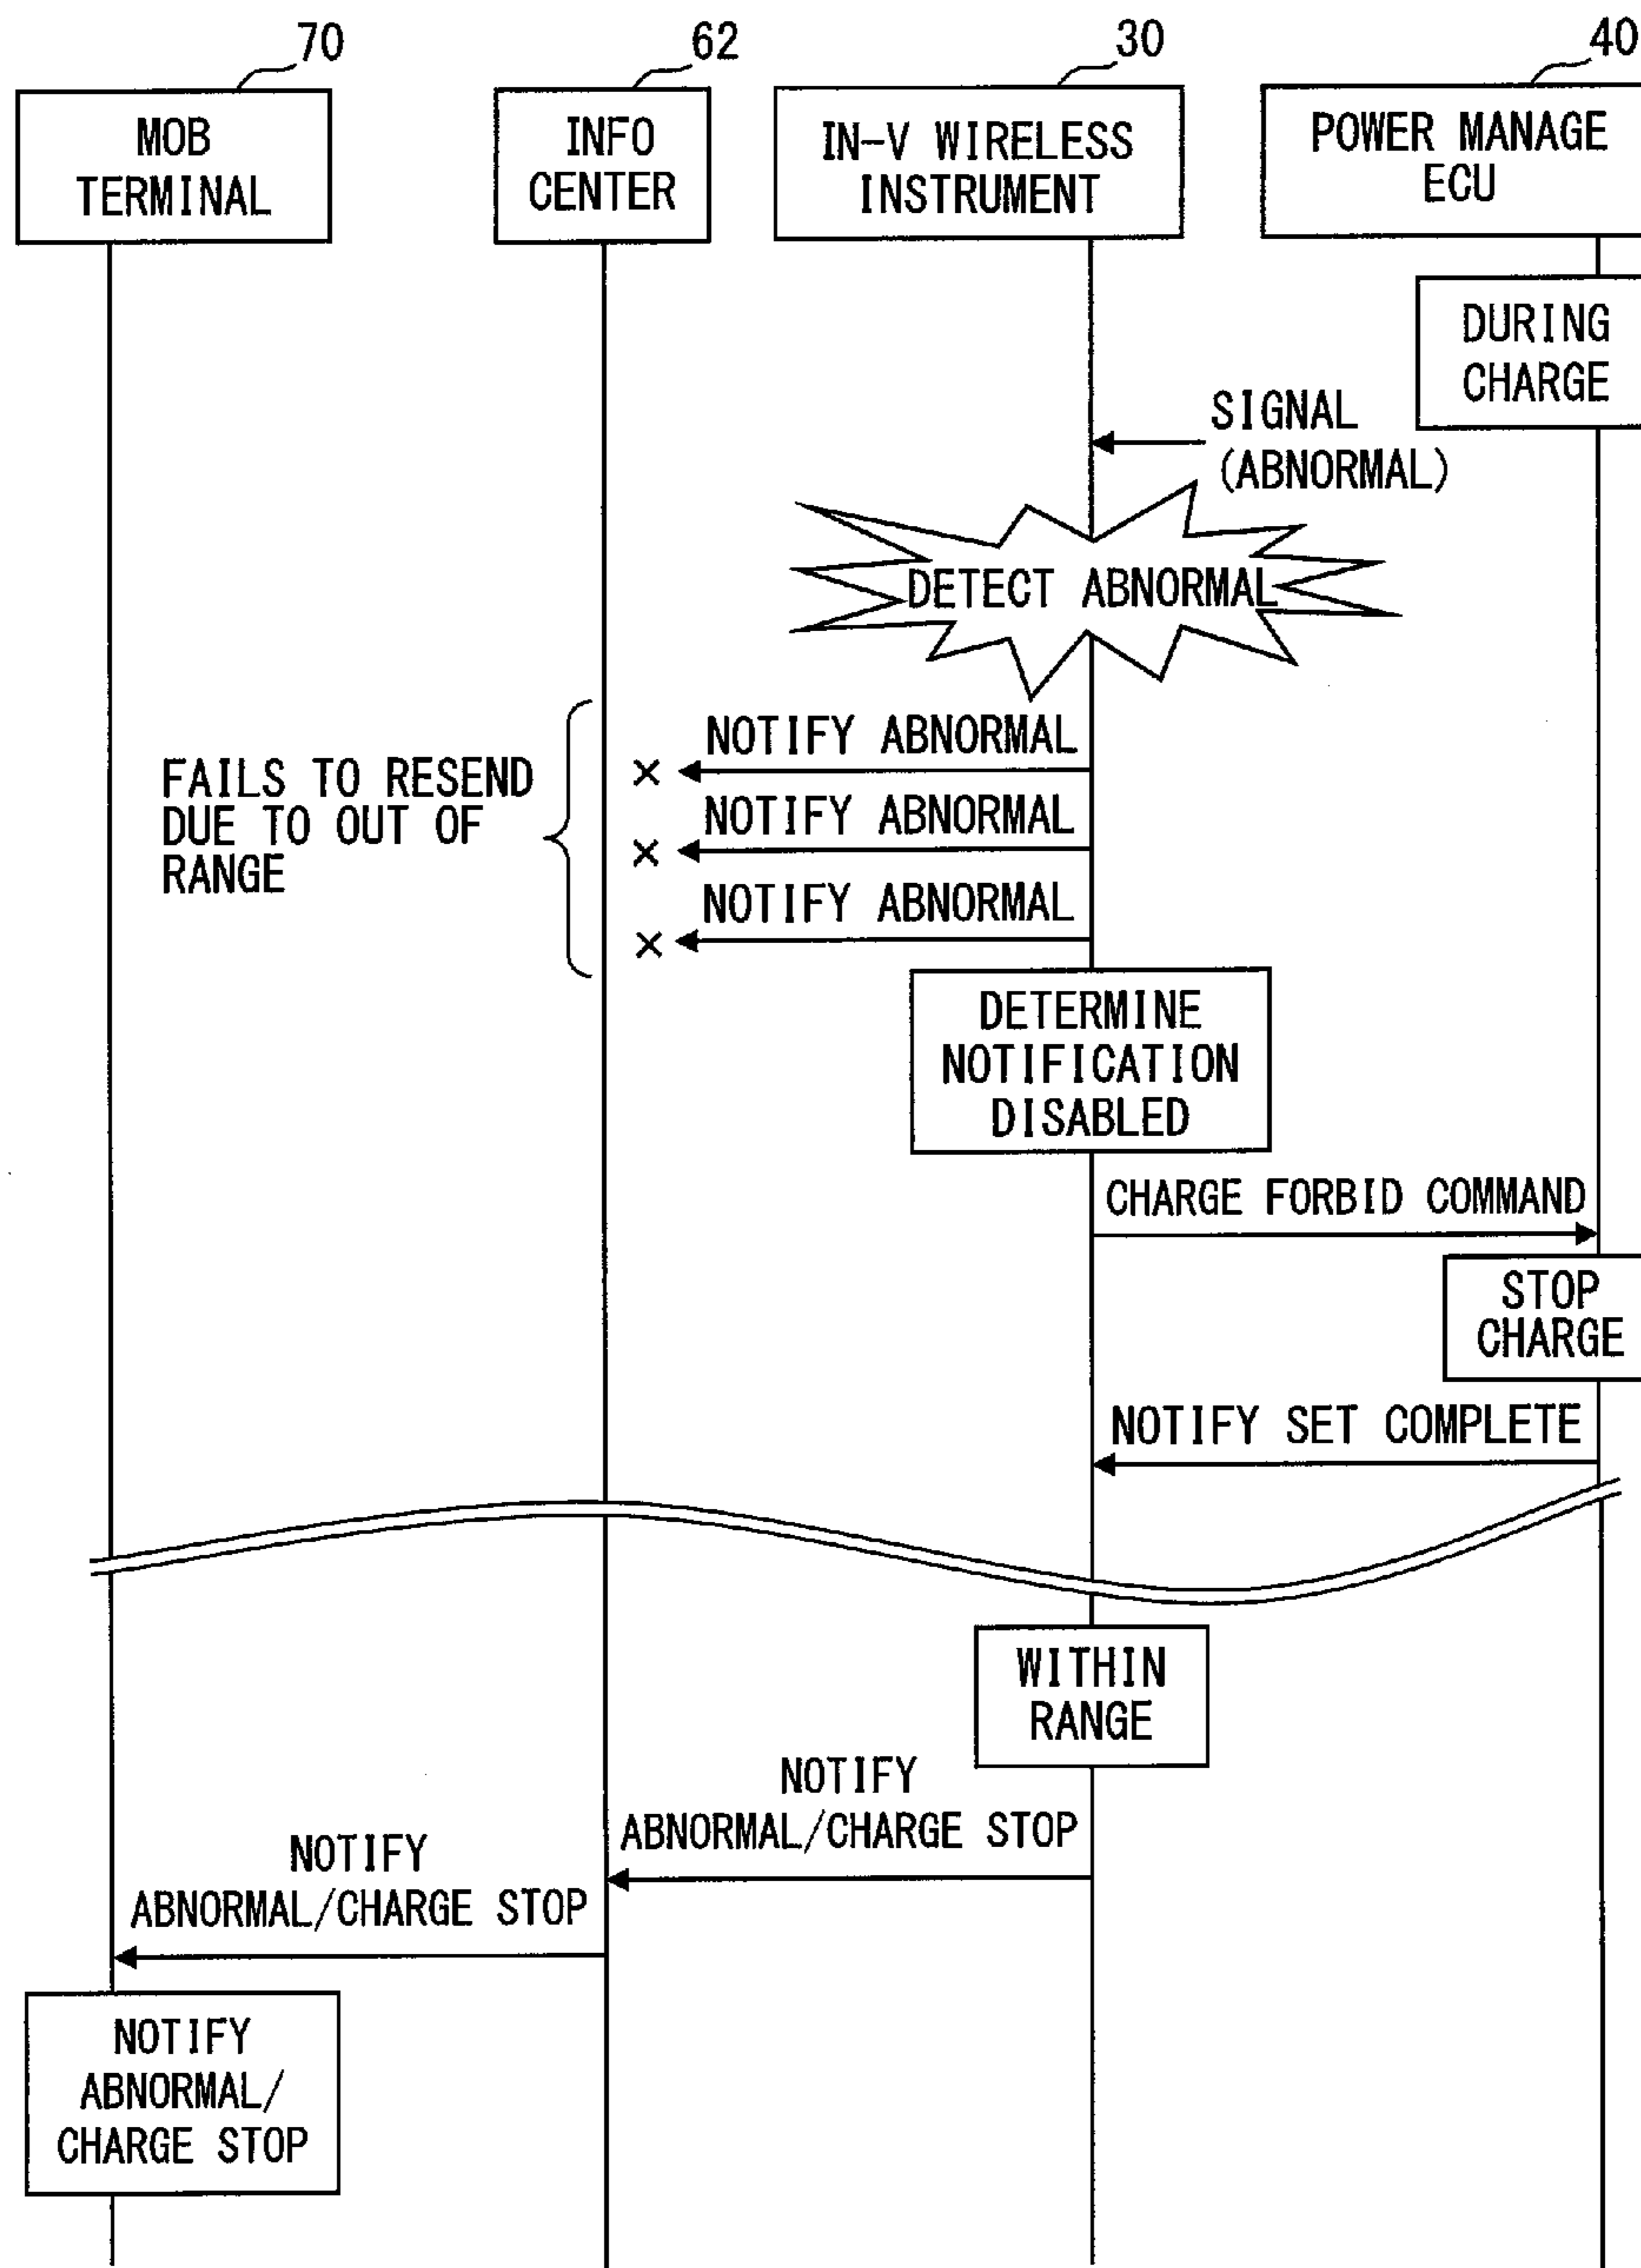 70
62
30
40
MOB
TERMINAL
INFO
CENTER
IN-V WIRELESS
INSTRUMENT
POWER MANAGE
ECU
DURING
CHARGE
SIGNAL
(ABNORMAL)
DETECT ABNORMAL
NOTIFY ABNORMAL
NOTIFY ABNORMAL
NOTIFY ABNORMAL
FAILS TO RESEND
DUE TO OUT OF
RANGE
×
×
×
DETERMINE
NOTIFICATION
DISABLED
CHARGE FORBID COMMAND
STOP
CHARGE
NOTIFY SET COMPLETE
WITHIN
RANGE
NOTIFY
ABNORMAL/CHARGE STOP
NOTIFY
ABNORMAL/CHARGE STOP
NOTIFY
ABNORMAL/
CHARGE STOP